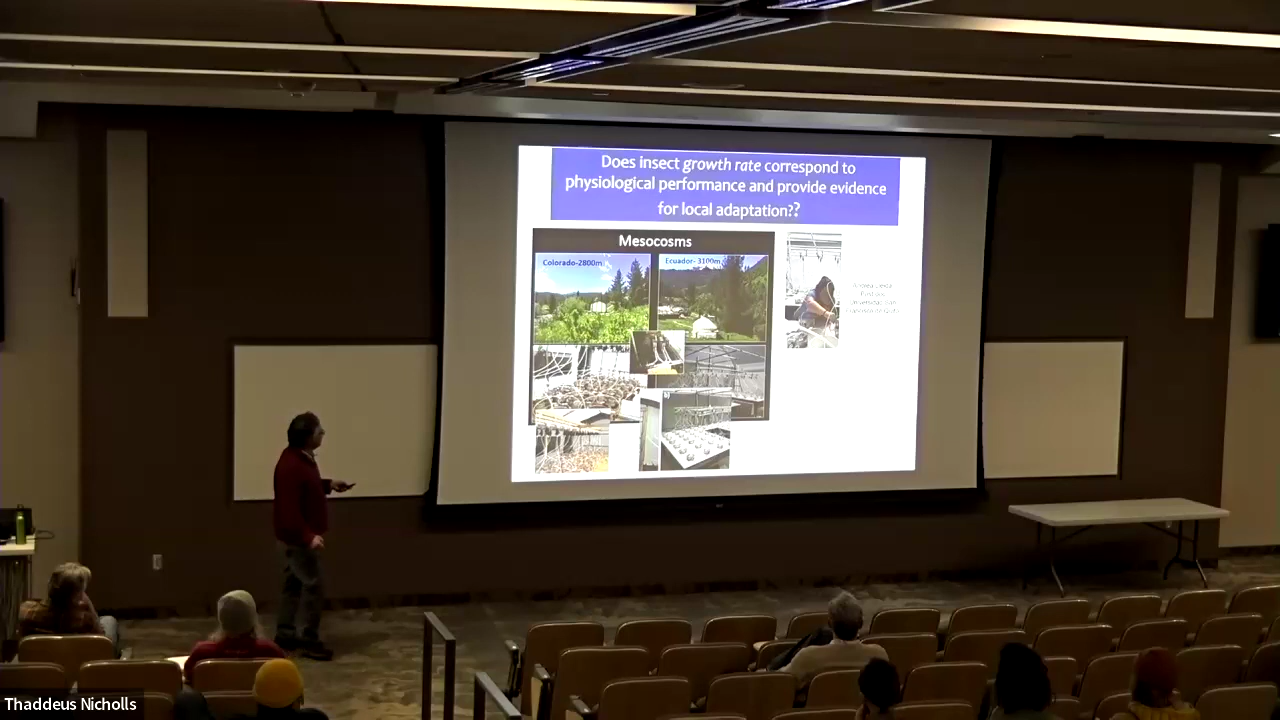 Does insect growth rate correspond to
physiological performance and provide evidence
for local adaptation??
Mesocosms
Colorado-2800m
Ecuador- 3100m
Thaddeus Nicholls